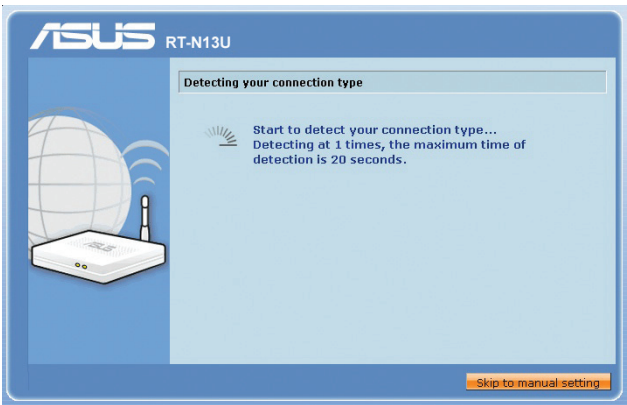 ASUS RT-N13U
Detecting your connection type
Start to detect your connection type...
Detecting at 1 times, the maximum time of
detection is 20 seconds.
ASUS
Skip to manual setting